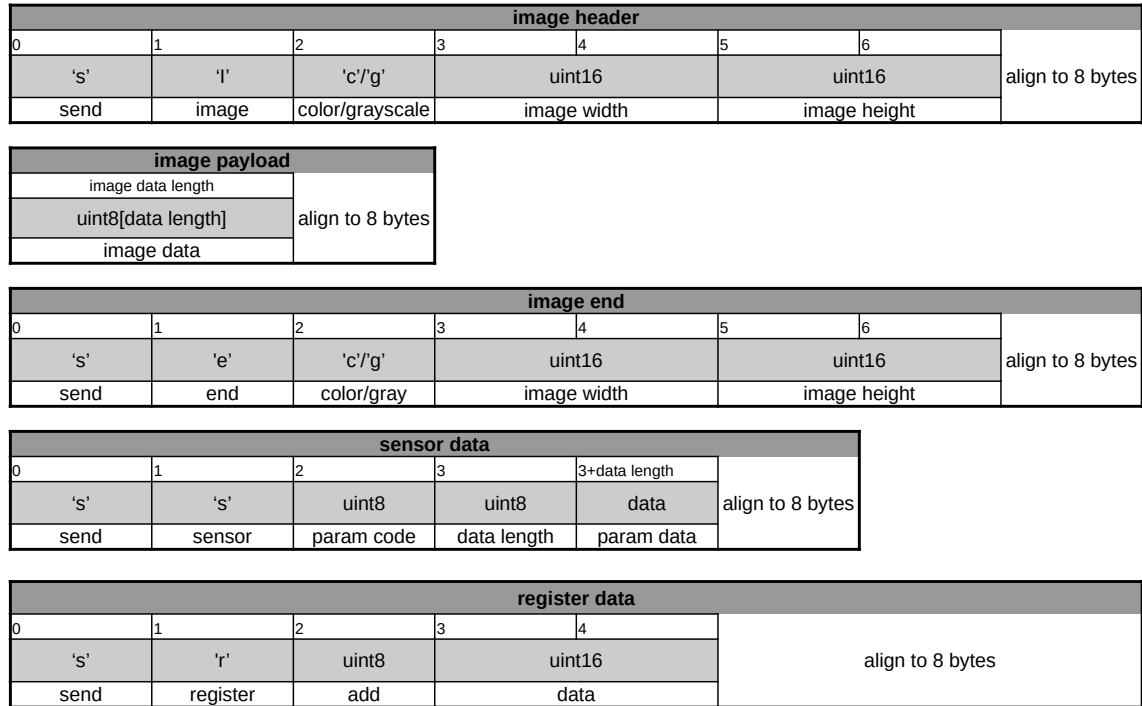 image header
0 1 2 3 4 5 6
‘s’ ‘I’ 'c'/'g' uint16 uint16 align to 8 bytes
send image color/grayscale image width image height
image payload
image data length
uint8[data length] align to 8 bytes
image data
image end
0 1 2 3 4 5 6
‘s’ 'e' 'c'/'g' uint16 uint16 align to 8 bytes
send end color/gray image width image height
sensor data
0 1 2 3 3+data length
‘s’ ‘s’ uint8 uint8 data align to 8 bytes
send sensor param code data length param data
register data
0 1 2 3 4
‘s’ 'r' uint8 uint16 align to 8 bytes
send register add data